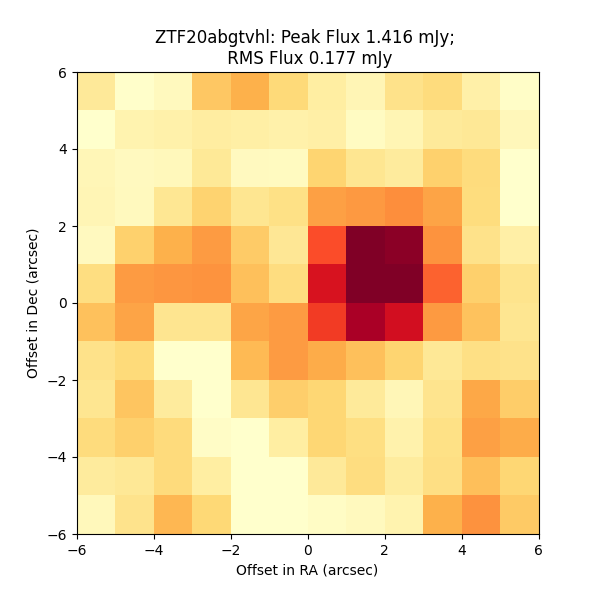 ZTF20abgtvhl: Peak Flux 1.416 mJy;
RMS Flux 0.177 mJy
6
4
2
0
−2
−4
−6
Offset in Dec (arcsec)
−6 −4 −2 0 2 4 6
Offset in RA (arcsec)